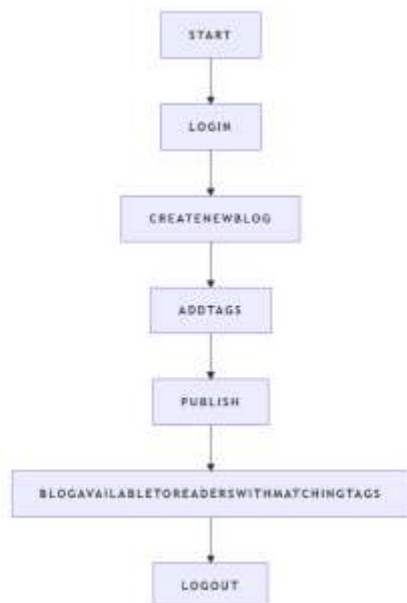 START
LOGIN
CREATENEWBLOG
ADDTAGS
PUBLISH
BLOGAVAILABLETOREADERSWITHMATCHINGTAGS
LOGOUT